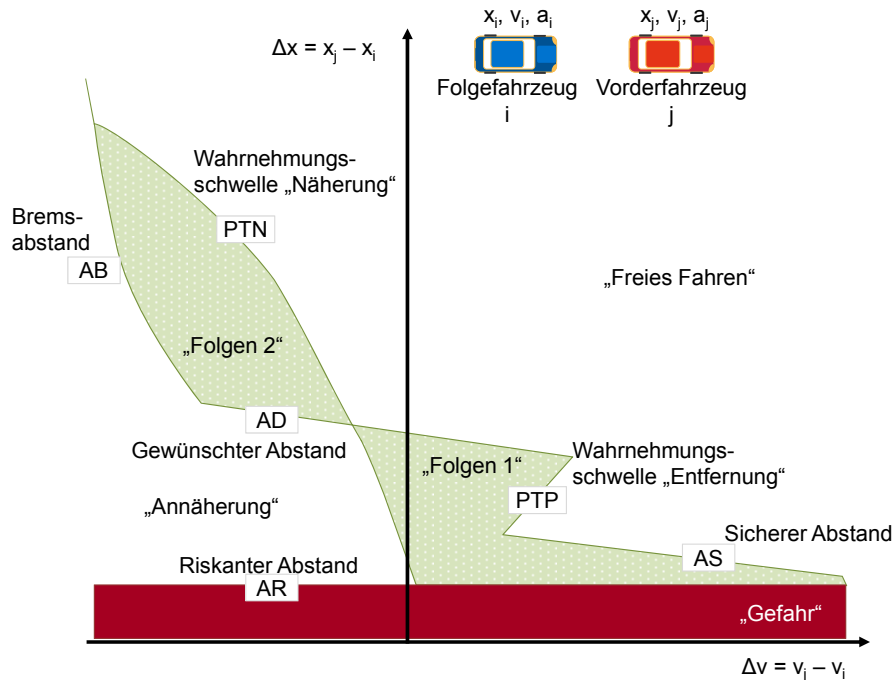 xᵢ, vᵢ, aᵢ
xⱼ, vⱼ, aⱼ
Δx = xⱼ – xᵢ
Folgefahrzeug
i
Vorderfahrzeug
j
Wahrnehmungs-
schwelle „Näherung“
PTN
Brems-
abstand
AB
„Freies Fahren“
„Folgen 2“
AD
Gewünschter Abstand
„Folgen 1“
Wahrnehmungs-
schwelle „Entfernung“
PTP
„Annäherung“
Sicherer Abstand
AS
Riskanter Abstand
AR
„Gefahr“
Δv = vⱼ – vᵢ